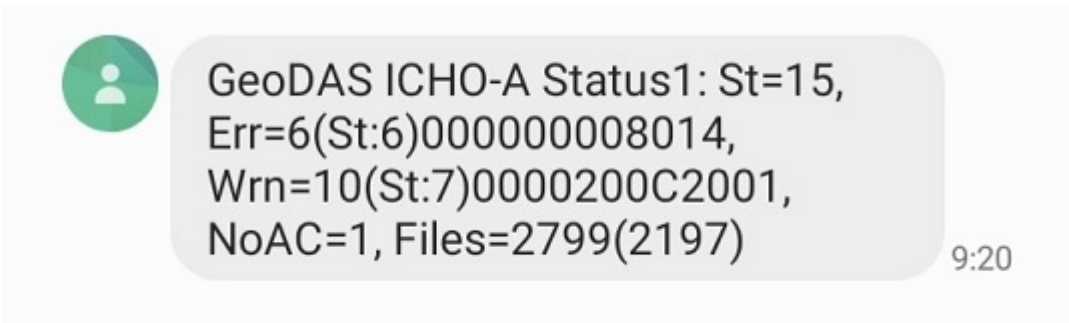 GeoDAS ICHO-A Status1: St=15,
Err=6(St:6)000000008014,
Wrn=10(St:7)0000200C2001,
NoAC=1, Files=2799(2197)
9:20